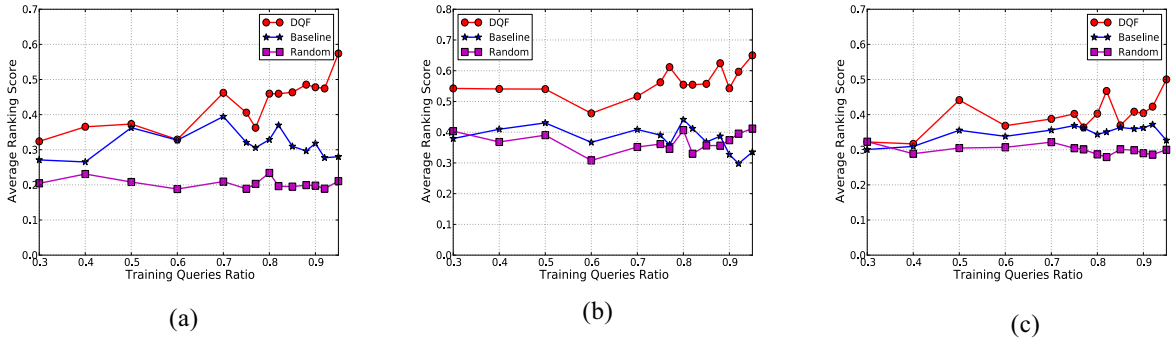 0.7
0.6
0.5
0.4
0.3
0.2
0.1
0.0
Average Ranking Score
DQF
Baseline
Random
0.3 0.4 0.5 0.6 0.7 0.8 0.9
Training Queries Ratio
(a)
0.8
0.7
0.6
0.5
0.4
0.3
0.2
0.1
0.0
Average Ranking Score
DQF
Baseline
Random
0.3 0.4 0.5 0.6 0.7 0.8 0.9
Training Queries Ratio
(b)
0.7
0.6
0.5
0.4
0.3
0.2
0.1
0.0
Average Ranking Score
DQF
Baseline
Random
0.3 0.4 0.5 0.6 0.7 0.8 0.9
Training Queries Ratio
(c)